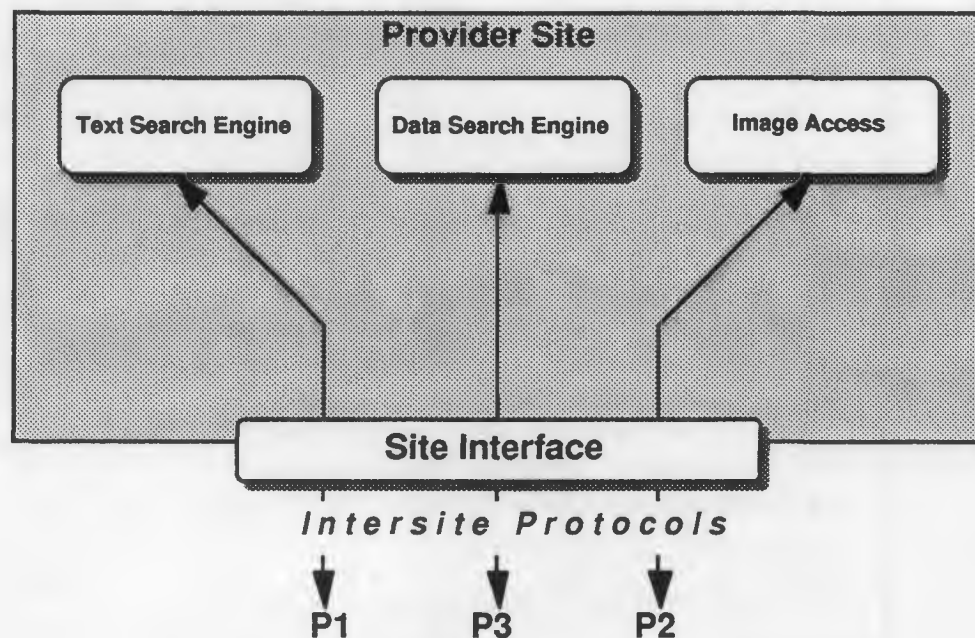 Provider Site
Text Search Engine
Data Search Engine
Image Access
Site Interface
Intersite Protocols
P1
P3
P2